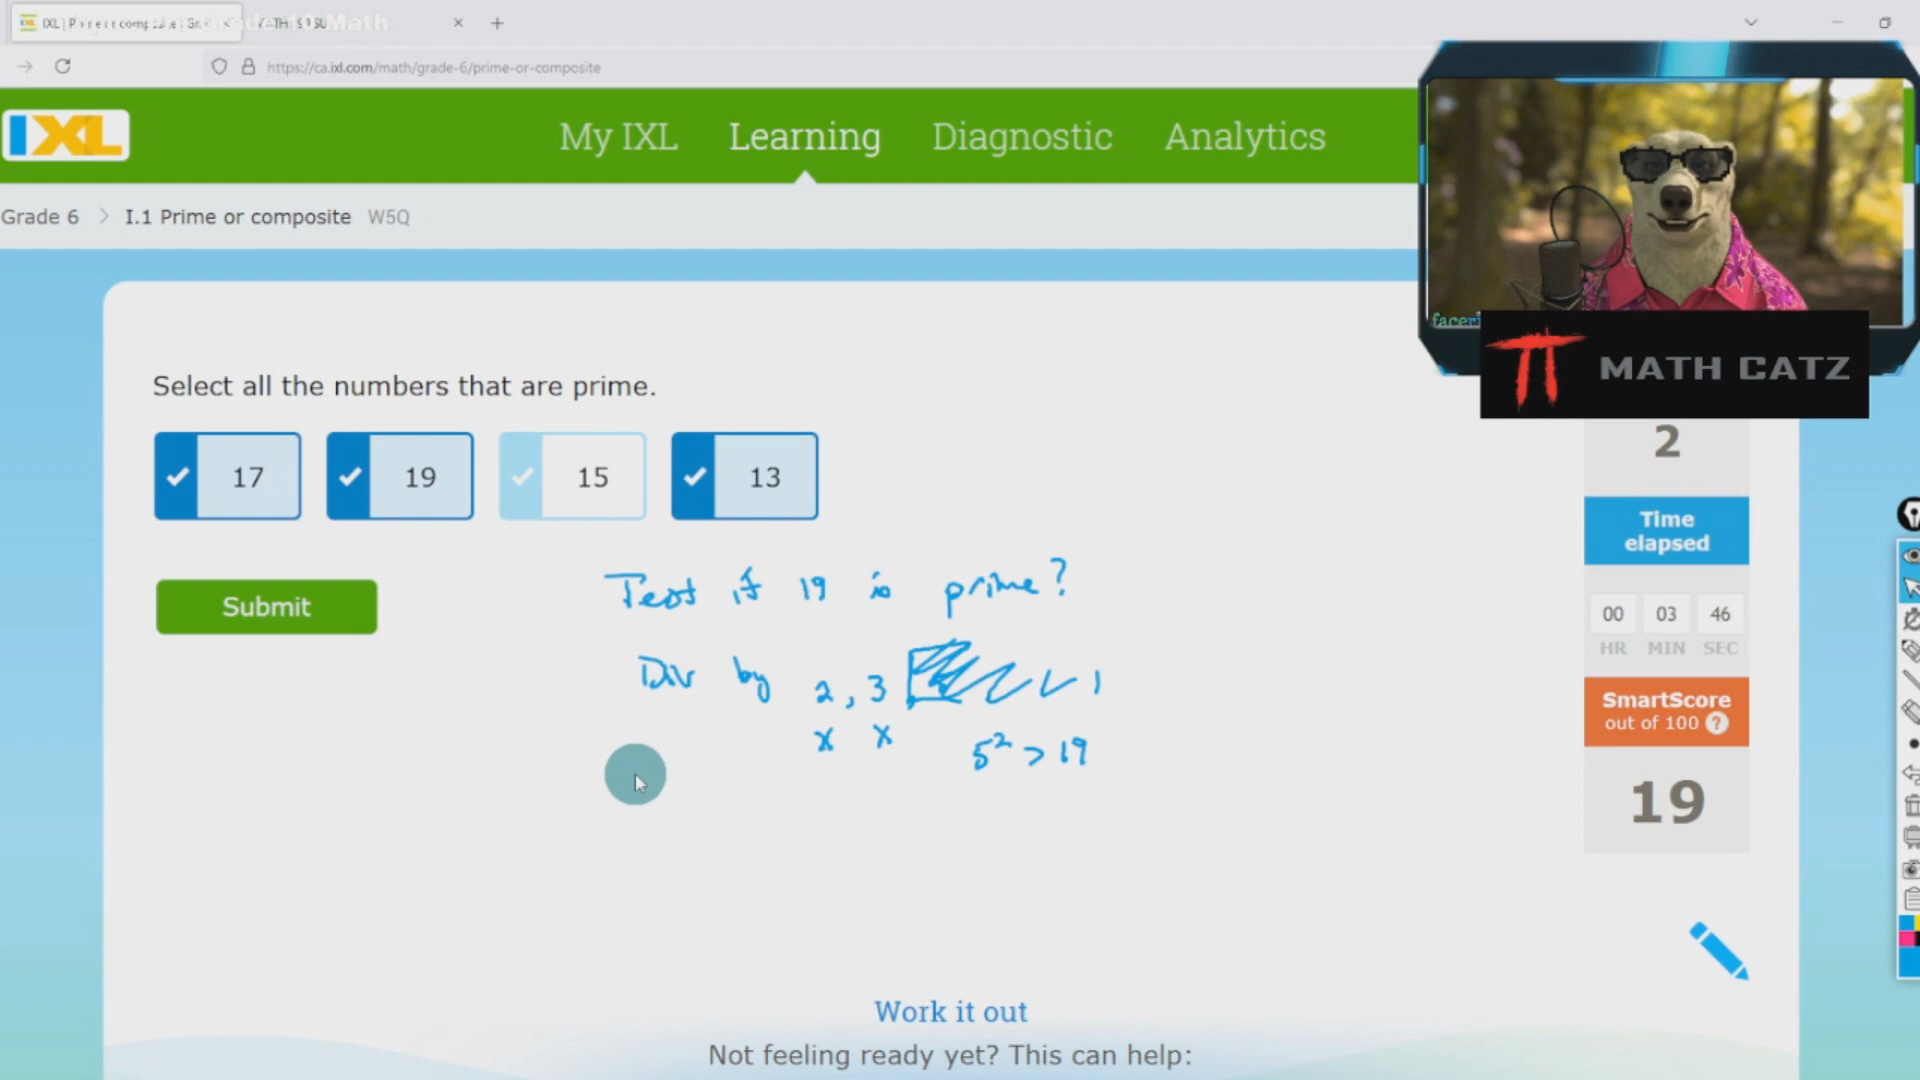 IXL
https://ca.ixl.com/math/grade-6/prime-or-composite
IXL
My IXL
Learning
Diagnostic
Analytics
Grade 6 > I.1 Prime or composite W5Q
faceri
π MATH CATZ
Select all the numbers that are prime.
17
19
15
13
2
Submit
Time
elapsed
00 03 46
HR MIN SEC
SmartScore
out of 100 ?
19
Test if 19 is prime?
Div by 2, 3
x x 5² > 19
Work it out
Not feeling ready yet? This can help: